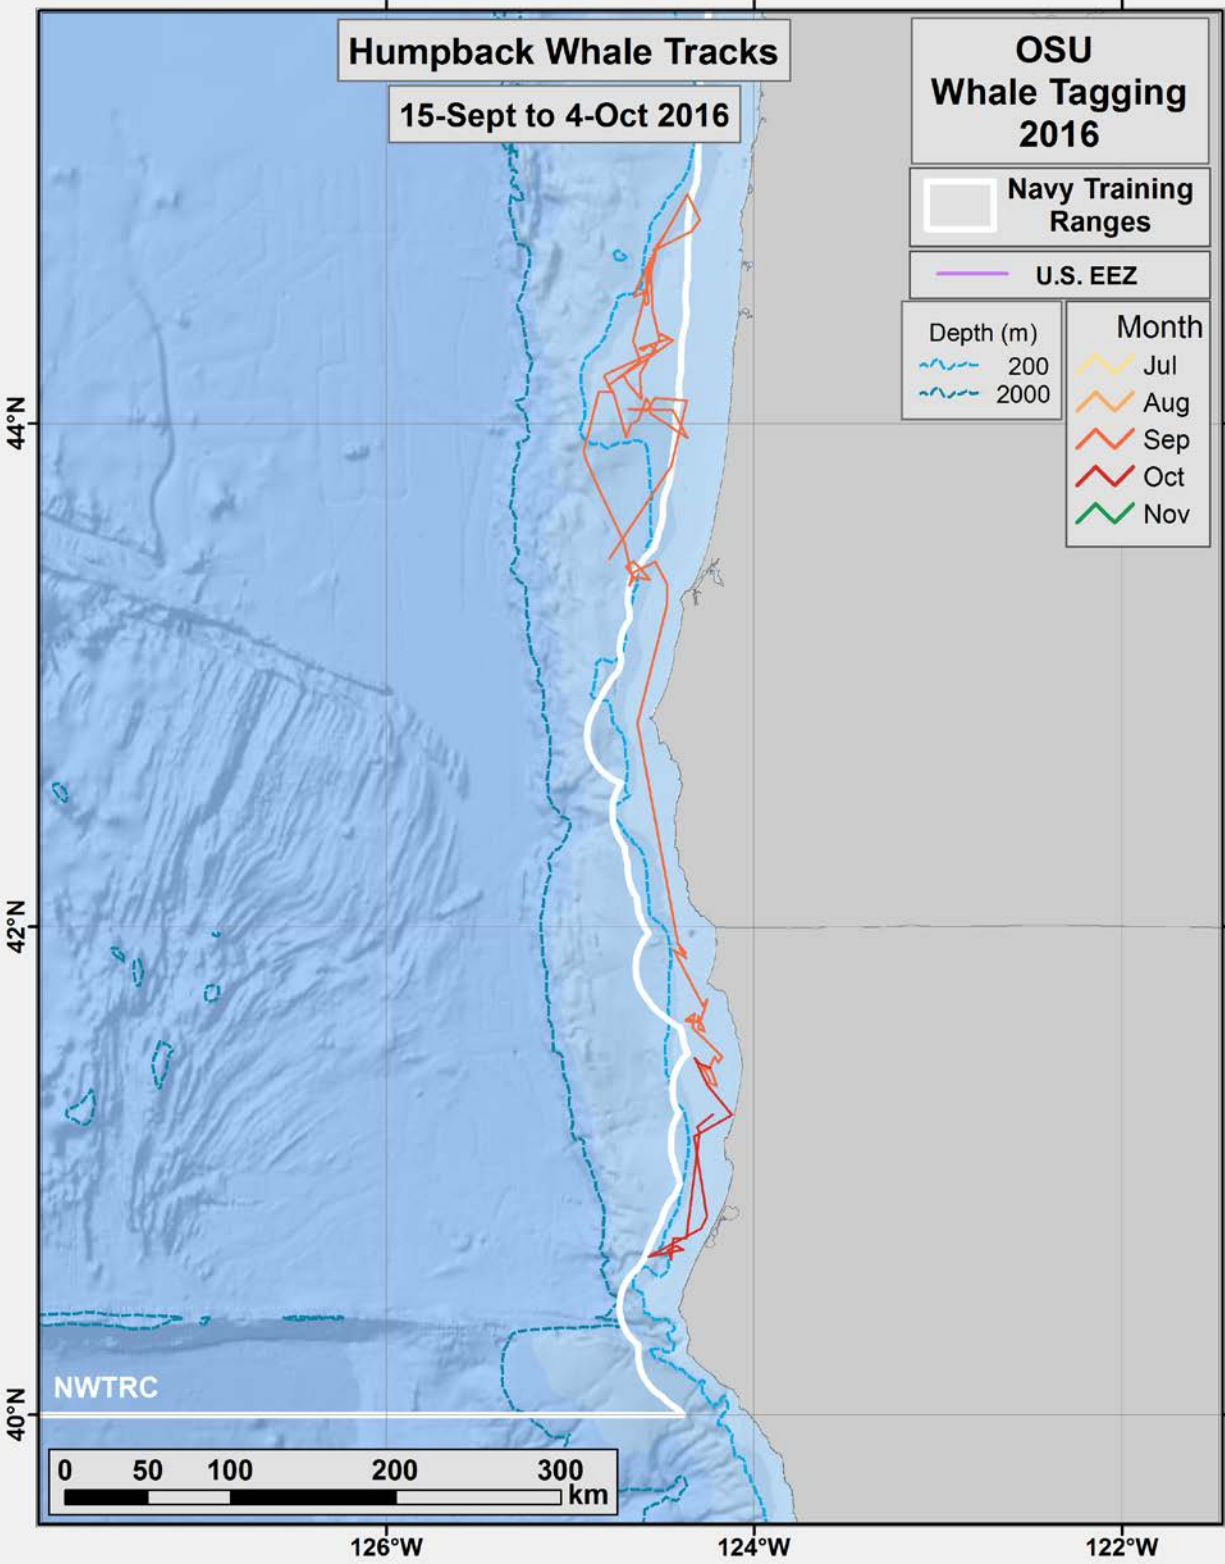 Humpback Whale Tracks
15-Sept to 4-Oct 2016
OSU
Whale Tagging
2016
Navy Training
Ranges
U.S. EEZ
Depth (m)
200
2000
Month
Jul
Aug
Sep
Oct
Nov
44°N
42°N
40°N
NWTRC
0 50 100 200 300
km
126°W 124°W 122°W